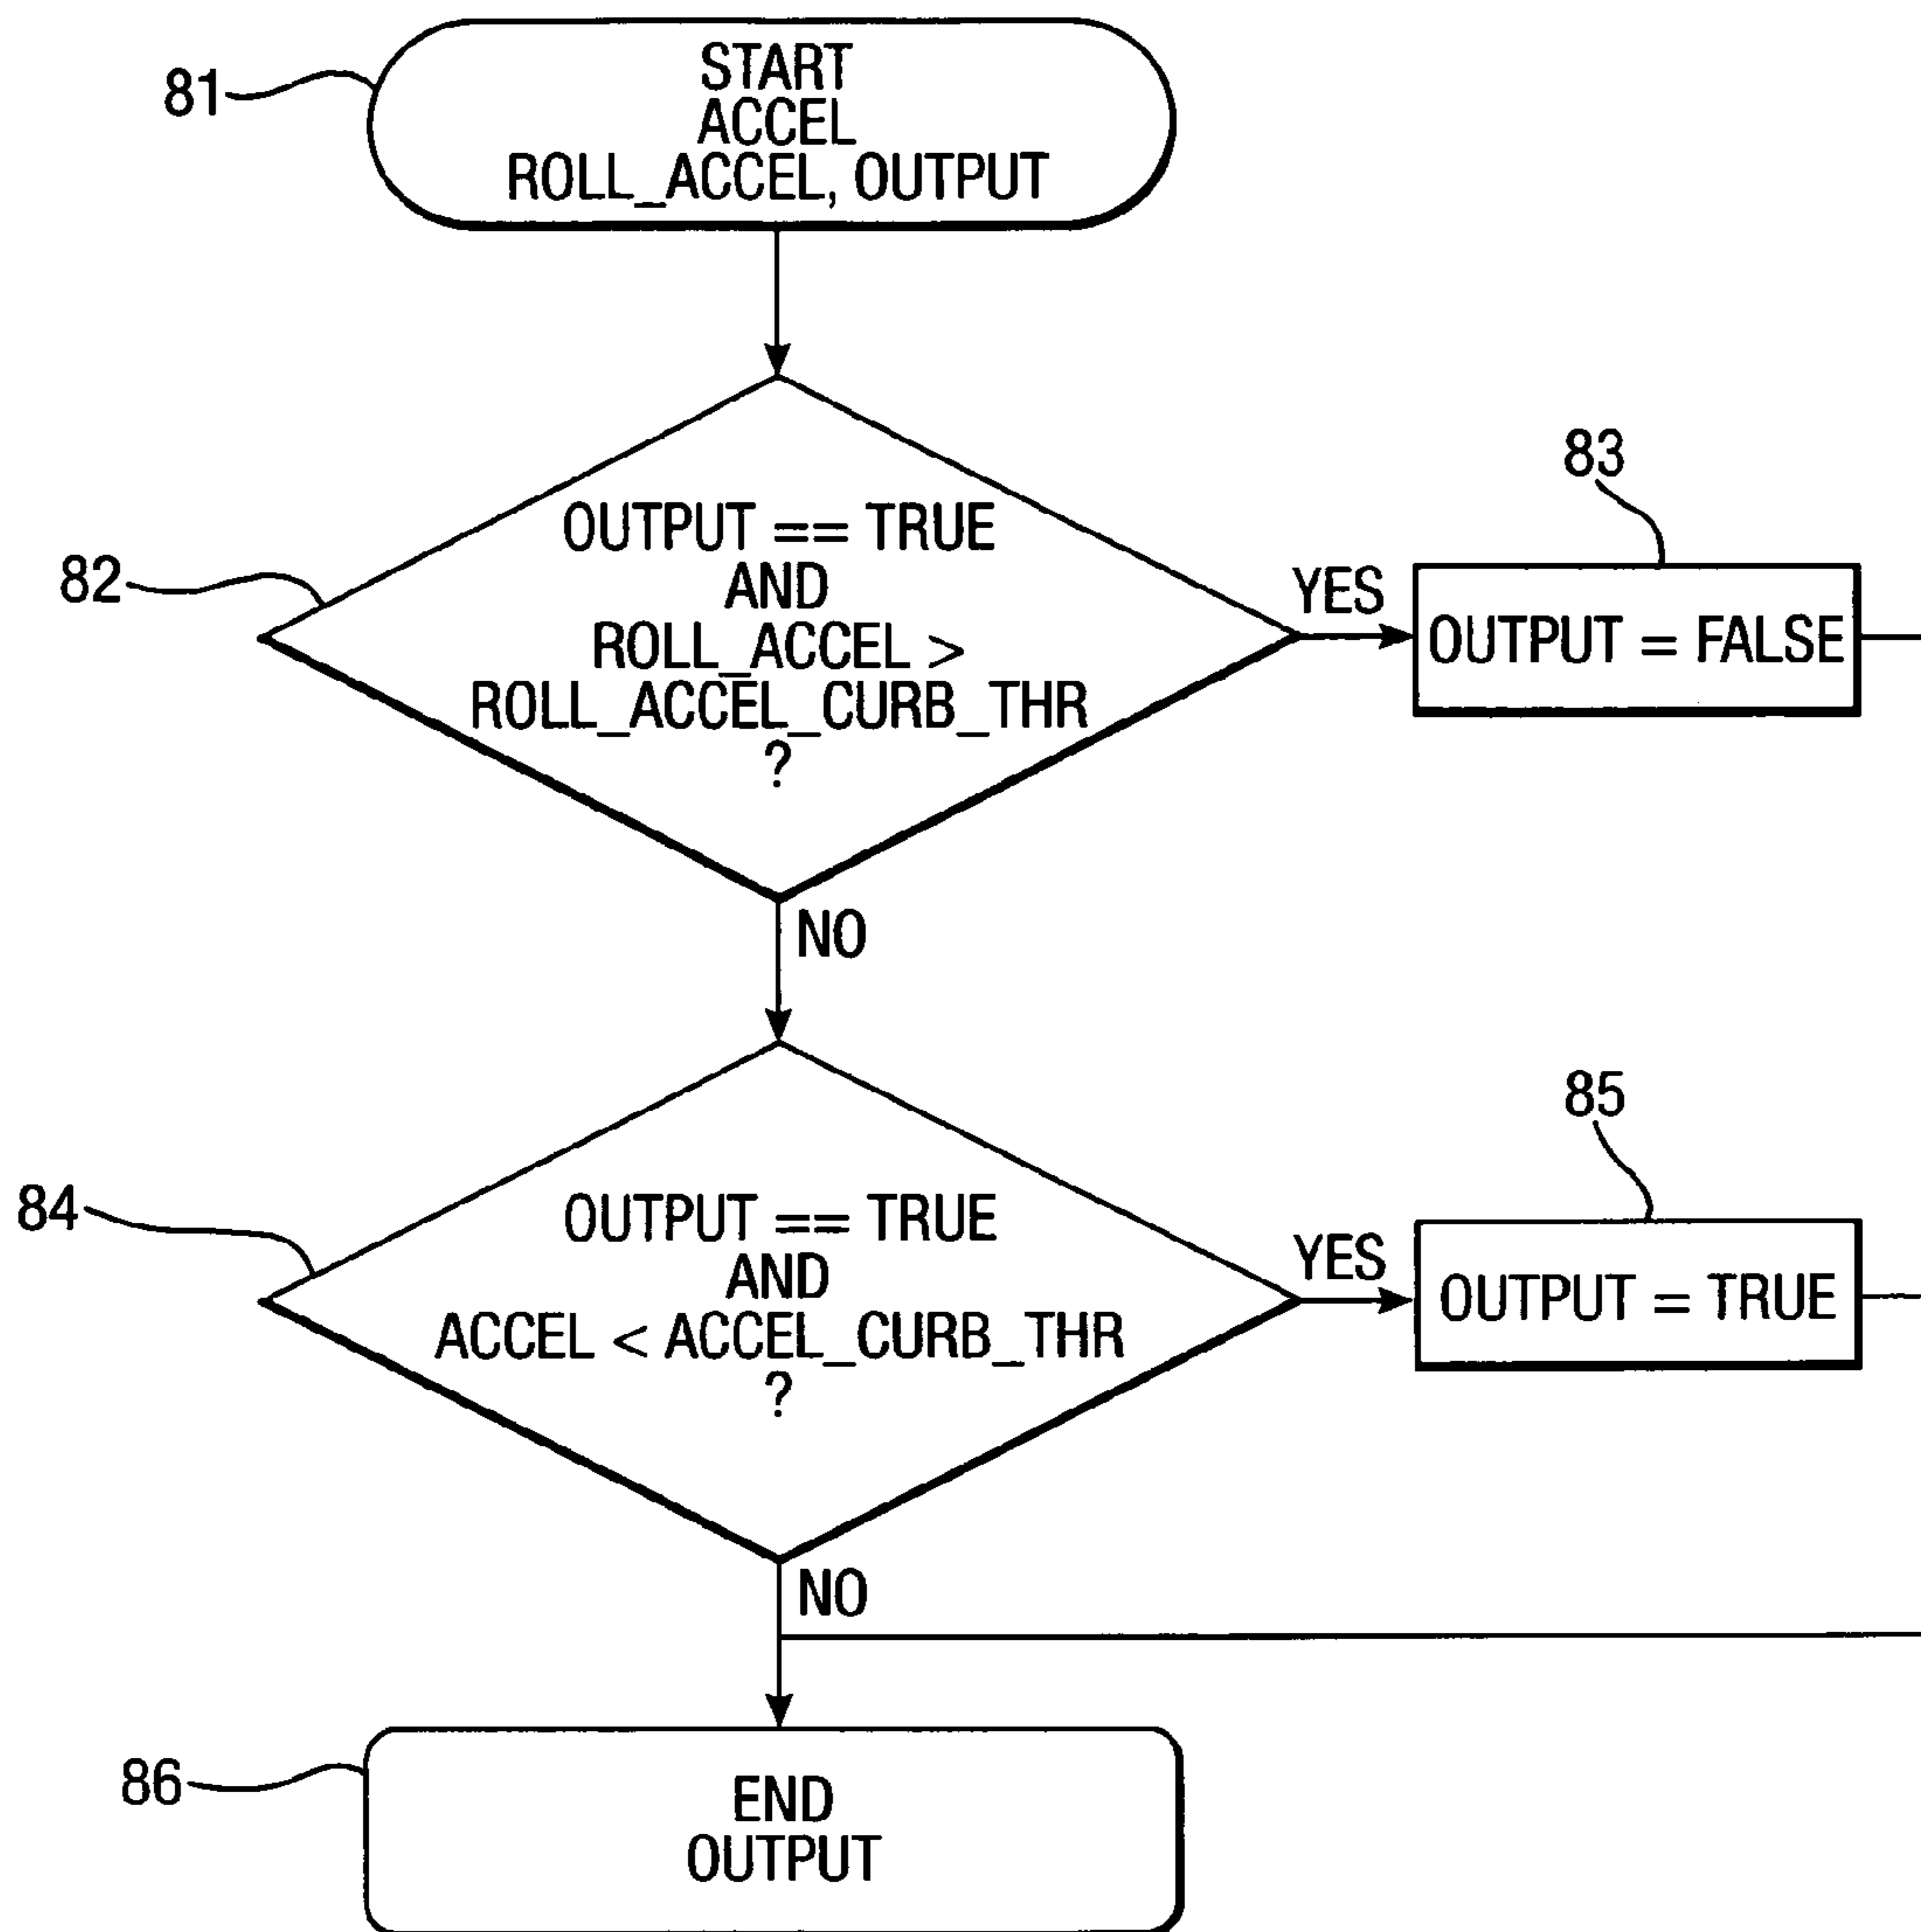 81
START
ACCEL
ROLL_ACCEL, OUTPUT
82
OUTPUT == TRUE
AND
ROLL_ACCEL >
ROLL_ACCEL_CURB_THR
?
YES
83
OUTPUT = FALSE
NO
84
OUTPUT == TRUE
AND
ACCEL < ACCEL_CURB_THR
?
YES
85
OUTPUT = TRUE
NO
86
END
OUTPUT